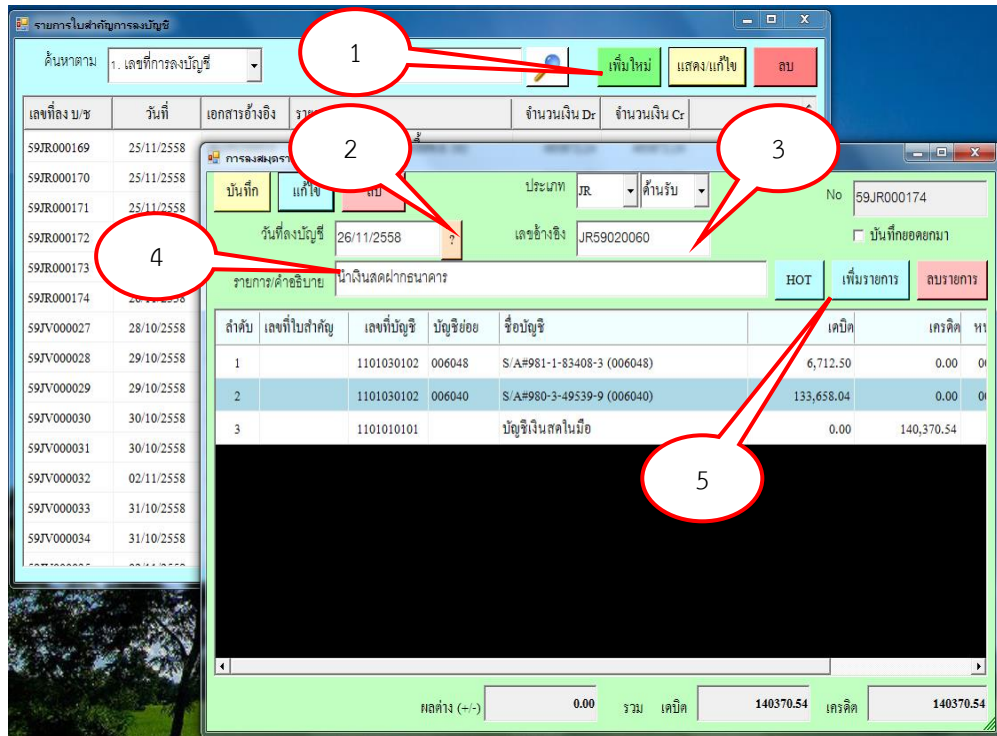 รายการใบสำคัญการลงบัญชี
X
ค้นหาตาม 1. เลขที่การลงบัญชี 1 เพิ่มใหม่ แสดง/แก้ไข ลบ
เลขที่ลง บ/ช วันที่ เอกสารอ้างอิง จำนวนเงิน Dr จำนวนเงิน Cr
59JR000169 25/11/2558
59JR000170 25/11/2558
59JR000171 25/11/2558
59JR000172
59JR000173
59JR000174
59JV000027 28/10/2558
59JV000028 29/10/2558
59JV000029 29/10/2558
59JV000030 30/10/2558
59JV000031 30/10/2558
59JV000032 02/11/2558
59JV000033 31/10/2558
59JV000034 31/10/2558
2 3 X
บันทึก แก้ไข ลบ ประเภท JR ด้านรับ No 59JR000174
วันที่ลงบัญชี 26/11/2558 ? เลขอ้างอิง JR59020060 บันทึกยอดยกมา
4 รายการ/คำอธิบาย นำเงินสดฝากธนาคาร HOT เพิ่มรายการ ลบรายการ
ลำดับ เลขที่ใบสำคัญ เลขที่บัญชี บัญชีย่อย ชื่อบัญชี เดบิต เครดิต
1 1101030102 006048 S/A#981-1-83408-3 (006048) 6,712.50 0.00
2 1101030102 006040 S/A#980-3-49539-9 (006040) 133,658.04 0.00
3 1101010101 บัญชีเงินสดในมือ 0.00 140,370.54
5
ผลต่าง (+/-) 0.00 รวม เดบิต 140370.54 เครดิต 140370.54